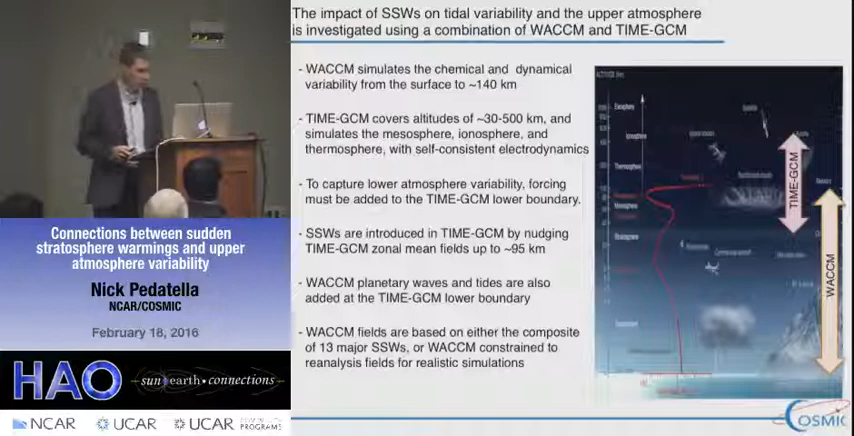 The impact of SSWs on tidal variability and the upper atmosphere
is investigated using a combination of WACCM and TIME-GCM
- WACCM simulates the chemical and dynamical
variability from the surface to ~140 km
- TIME-GCM covers altitudes of ~30-500 km, and
simulates the mesosphere, ionosphere, and
thermosphere, with self-consistent electrodynamics
- To capture lower atmosphere variability, forcing
must be added to the TIME-GCM lower boundary.
- SSWs are introduced in TIME-GCM by nudging
TIME-GCM zonal mean fields up to ~95 km
- WACCM planetary waves and tides are also
added at the TIME-GCM lower boundary
- WACCM fields are based on either the composite
of 13 major SSWs, or WACCM constrained to
reanalysis fields for realistic simulations
TIME-GCM
WACCM
COSMIC
Connections between sudden
stratosphere warmings and upper
atmosphere variability
Nick Pedatella
NCAR/COSMIC
February 18, 2016
HAO
sun earth connections
NCAR
UCAR
UCAR
PROGRAMS